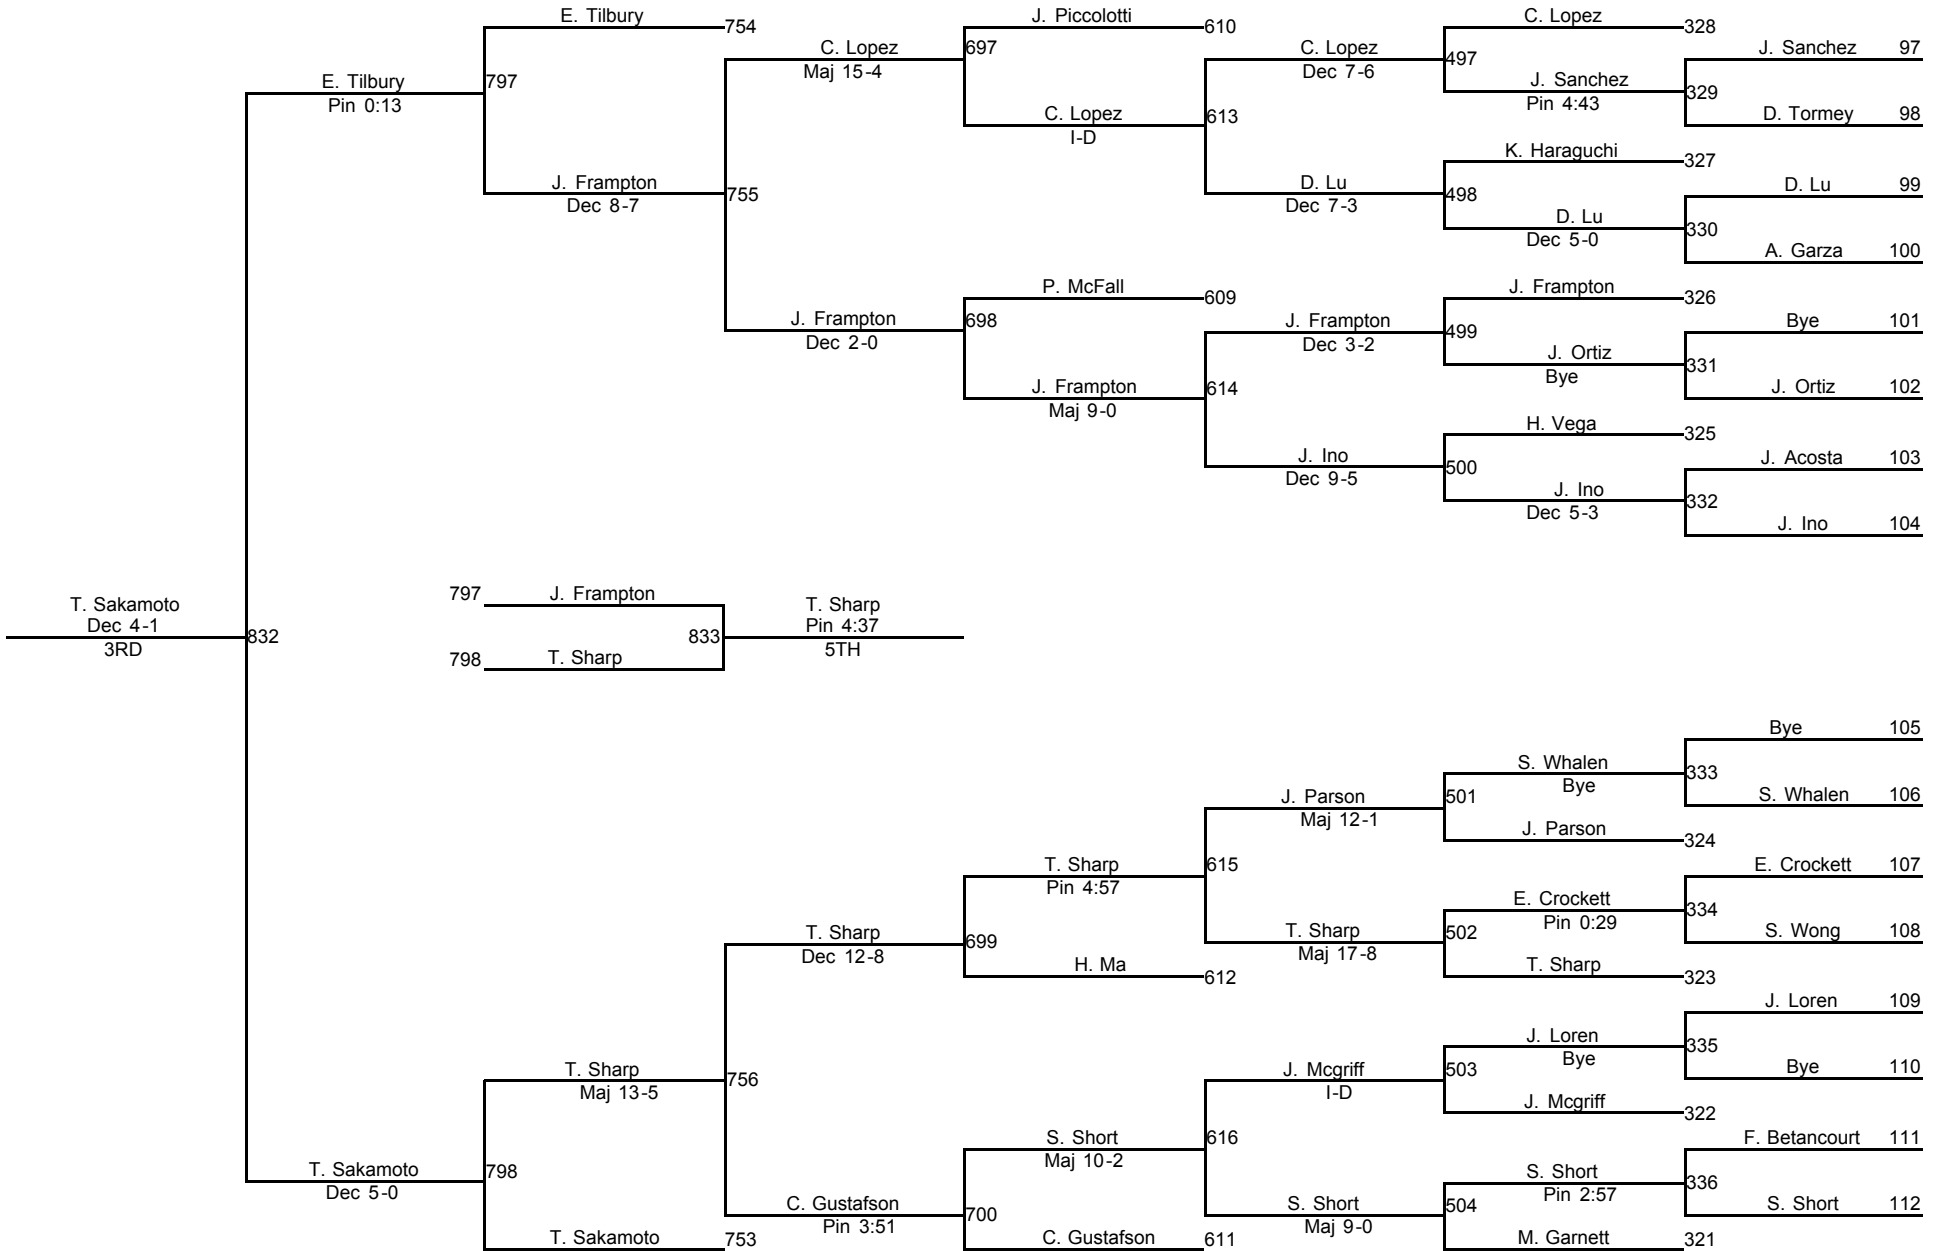 E. Tilbury
754
J. Piccolotti
610
C. Lopez
328
C. Lopez
Maj 15-4
697
C. Lopez
Dec 7-6
497
J. Sanchez 97
E. Tilbury
Pin 0:13
797
J. Sanchez
Pin 4:43
329
C. Lopez
I-D
613
D. Tormey 98
K. Haraguchi
327
J. Frampton
Dec 8-7
755
D. Lu
Dec 7-3
498
D. Lu 99
D. Lu
Dec 5-0
330
A. Garza 100
P. McFall
609
J. Frampton
326
J. Frampton
Dec 2-0
698
J. Frampton
Dec 3-2
499
Bye 101
J. Ortiz
Bye
331
J. Frampton
Maj 9-0
614
J. Ortiz 102
H. Vega
325
J. Ino
Dec 9-5
500
J. Acosta 103
J. Ino
Dec 5-3
332
J. Ino 104
797 J. Frampton
T. Sakamoto
Dec 4-1
3RD
832
833
T. Sharp
Pin 4:37
5TH
798 T. Sharp
Bye 105
S. Whalen
Bye
333
J. Parson
Maj 12-1
501
S. Whalen 106
J. Parson
324
T. Sharp
Pin 4:57
615
E. Crockett 107
E. Crockett
Pin 0:29
334
T. Sharp
Dec 12-8
699
T. Sharp
Maj 17-8
502
S. Wong 108
H. Ma
612
T. Sharp
323
J. Loren 109
J. Loren
Bye
335
T. Sharp
Maj 13-5
756
J. Mcgriff
I-D
503
Bye 110
J. Mcgriff
322
S. Short
Maj 10-2
616
F. Betancourt 111
T. Sakamoto
Dec 5-0
798
S. Short
Pin 2:57
336
C. Gustafson
Pin 3:51
700
S. Short
Maj 9-0
504
S. Short 112
T. Sakamoto
753
C. Gustafson
611
M. Garnett
321